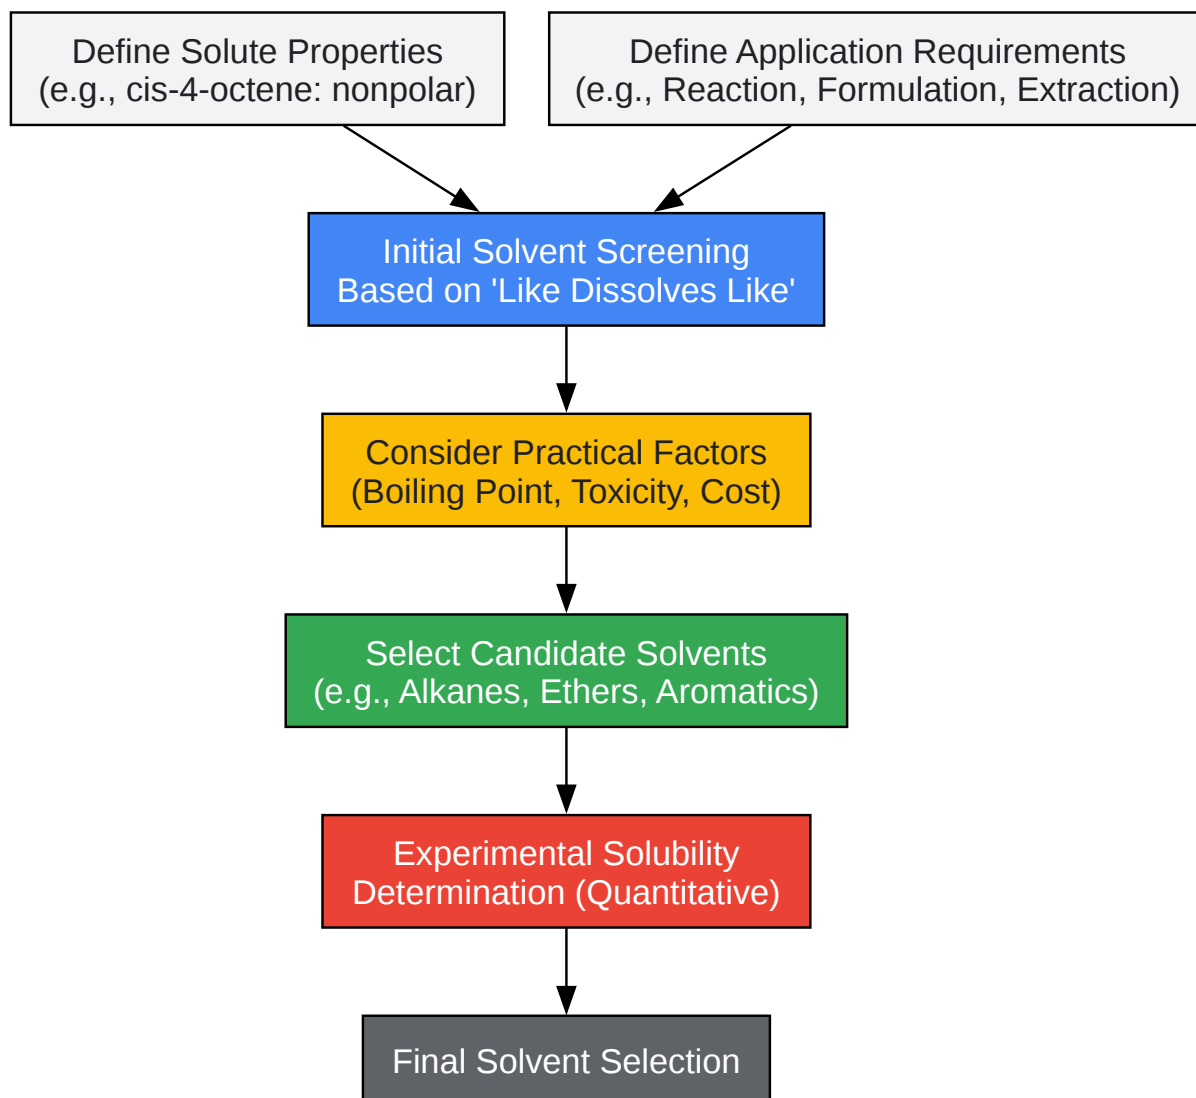 Define Solute Properties
(e.g., cis-4-octene: nonpolar)
Define Application Requirements
(e.g., Reaction, Formulation, Extraction)
Initial Solvent Screening
Based on 'Like Dissolves Like'
Consider Practical Factors
(Boiling Point, Toxicity, Cost)
Select Candidate Solvents
(e.g., Alkanes, Ethers, Aromatics)
Experimental Solubility
Determination (Quantitative)
Final Solvent Selection